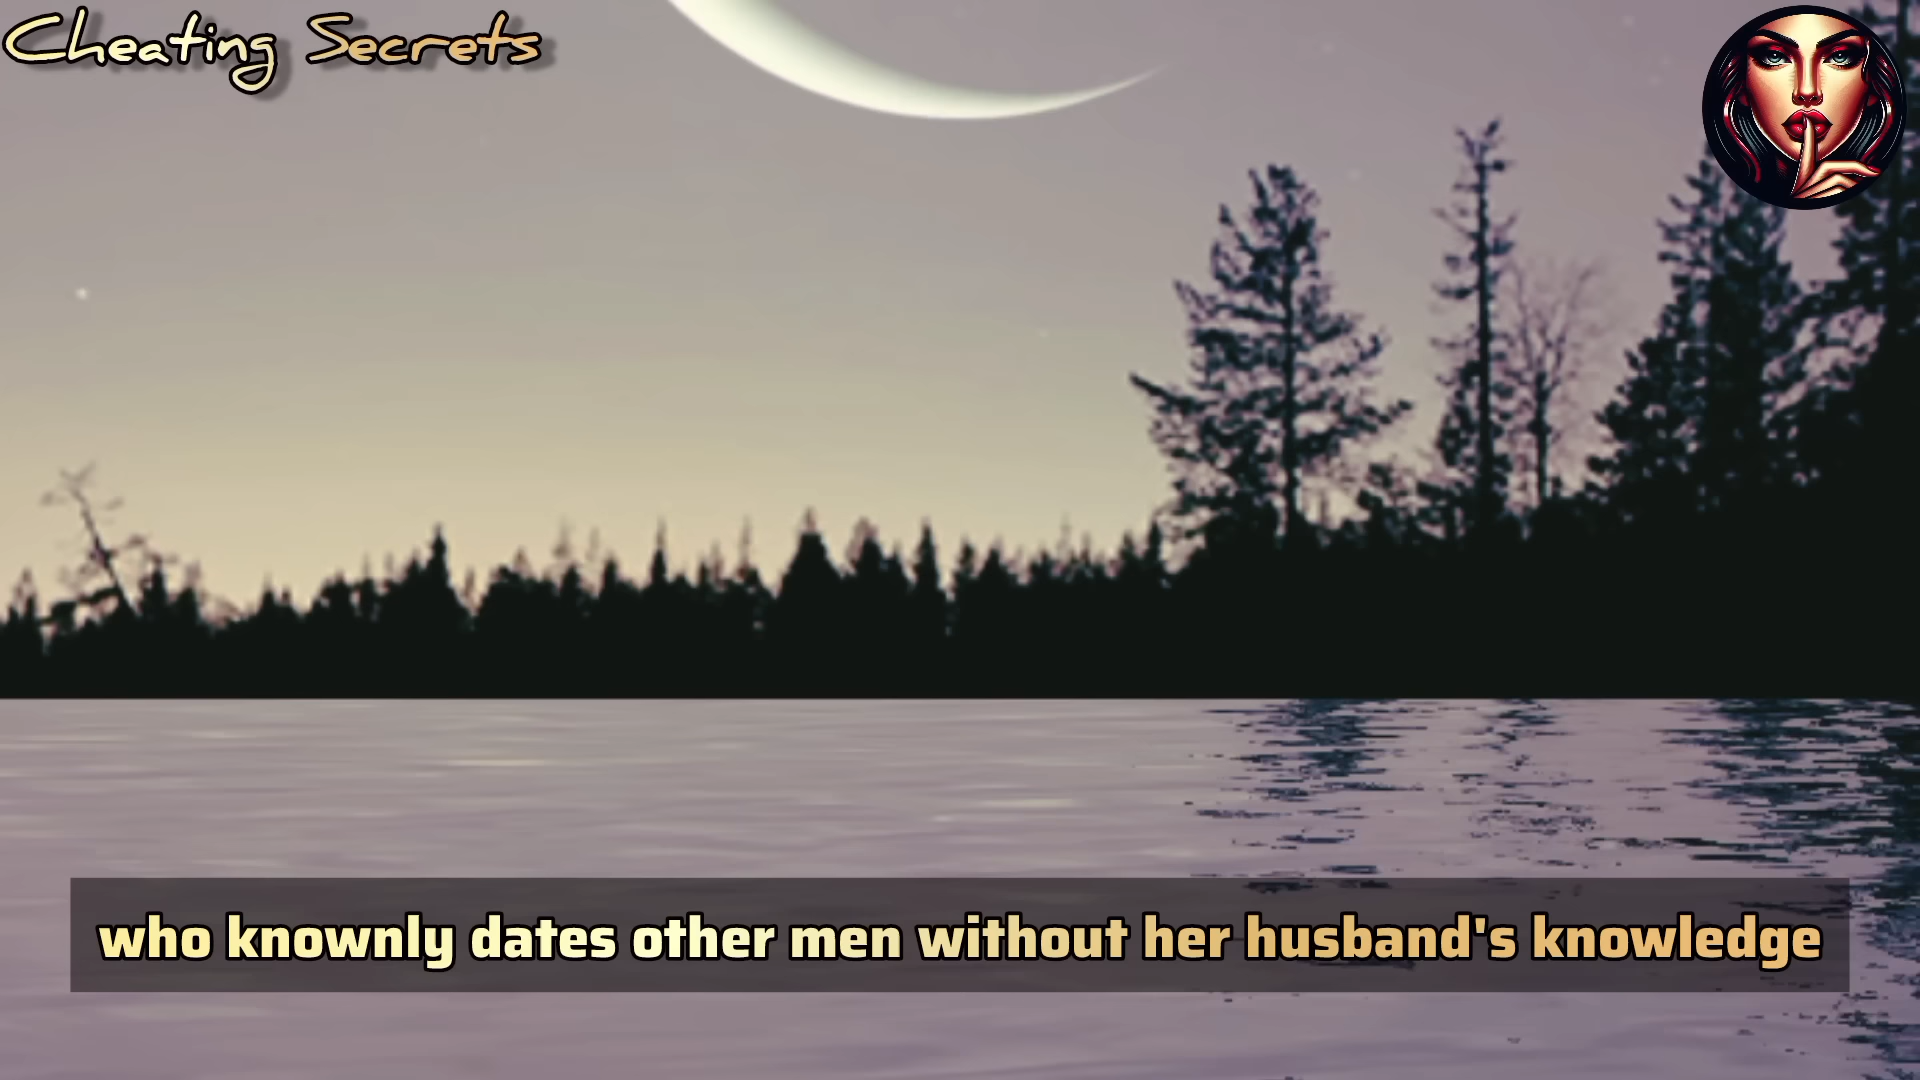 Cheating Secrets
who knownly dates other men without her husband's knowledge